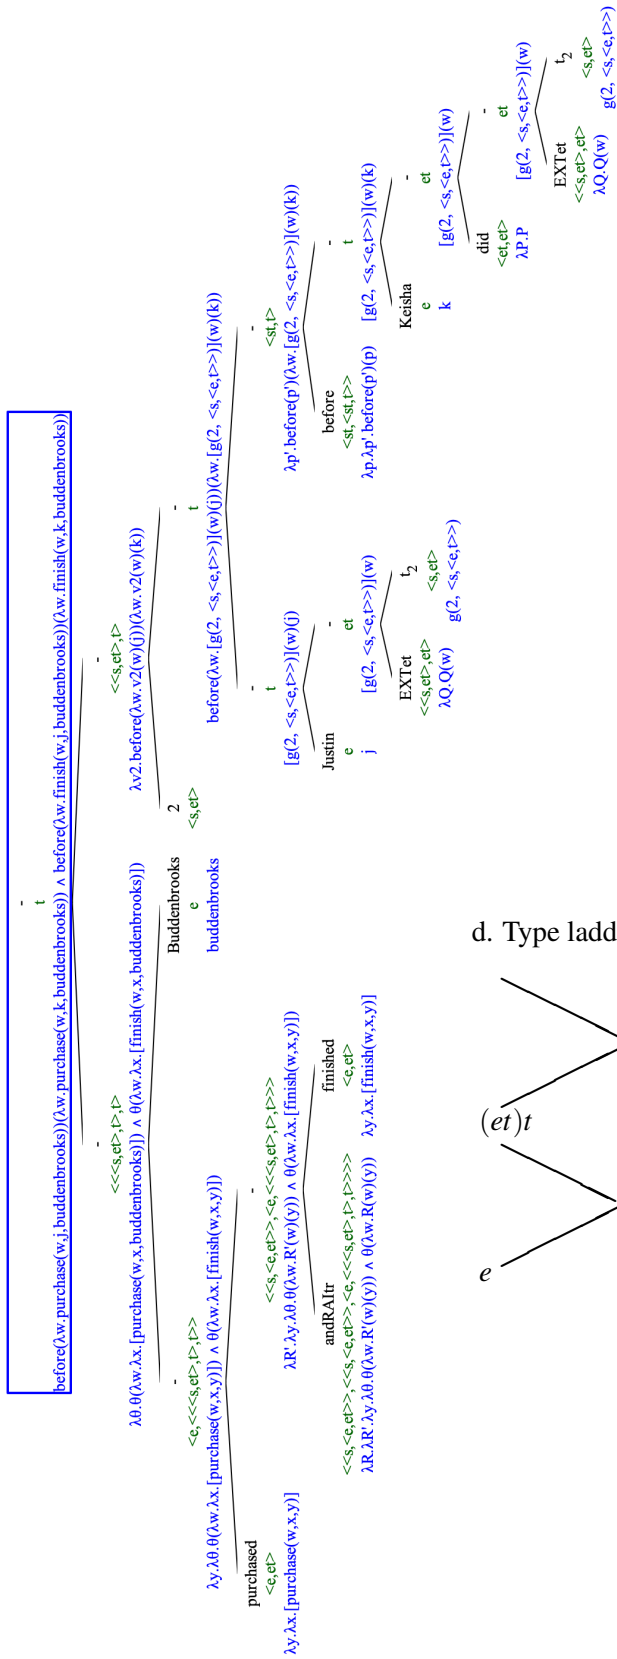 -
t
before(λw.purchase(w,j,buddenbrooks))(λw.purchase(w,k,buddenbrooks)) ∧ before(λw.finish(w,j,buddenbrooks))(λw.finish(w,k,buddenbrooks))
-
<<<s,et>,t>,t>
λθ.θ(λw.λx.[purchase(w,x,buddenbrooks)]) ∧ θ(λw.λx.[finish(w,x,buddenbrooks)])
-
<e,<<<s,et>,t>,t>>
λy.λθ.θ(λw.λx.[purchase(w,x,y)]) ∧ θ(λw.λx.[finish(w,x,y)])
purchased
<e,et>
λy.λx.[purchase(w,x,y)]
-
<<s,<e,et>>,<e,<<<s,et>,t>,t>>>
λR'.λy.λθ.θ(λw.R'(w)(y)) ∧ θ(λw.λx.[finish(w,x,y)])
andRAItr
<<s,<e,et>>,<<s,<e,et>>,<e,<<<s,et>,t>,t>>>>
λR.λR'.λy.λθ.θ(λw.R'(w)(y)) ∧ θ(λw.R(w)(y))
finished
<e,et>
λy.λx.[finish(w,x,y)]
Buddenbrooks
e
buddenbrooks
-
<<s,et>,t>
λv2.before(λw.v2(w)(j))(λw.v2(w)(k))
2
<s,et>
-
t
before(λw.[g(2, <s,<e,t>>)](w)(j))(λw.[g(2, <s,<e,t>>)](w)(k))
-
t
[g(2, <s,<e,t>>)](w)(j)
Justin
e
j
-
et
[g(2, <s,<e,t>>)](w)
EXTet
<<s,et>,et>
λQ.Q(w)
t2
<s,et>
g(2, <s,<e,t>>)
-
<st,t>
λp'.before(p')(λw.[g(2, <s,<e,t>>)](w)(k))
before
<st,<st,t>>
λp.λp'.before(p')(p)
-
t
[g(2, <s,<e,t>>)](w)(k)
Keisha
e
k
-
et
[g(2, <s,<e,t>>)](w)
did
<et,et>
λP.P
-
et
[g(2, <s,<e,t>>)](w)
EXTet
<<s,et>,et>
λQ.Q(w)
t2
<s,et>
g(2, <s,<e,t>>)
d. Type ladd
(et)t
e